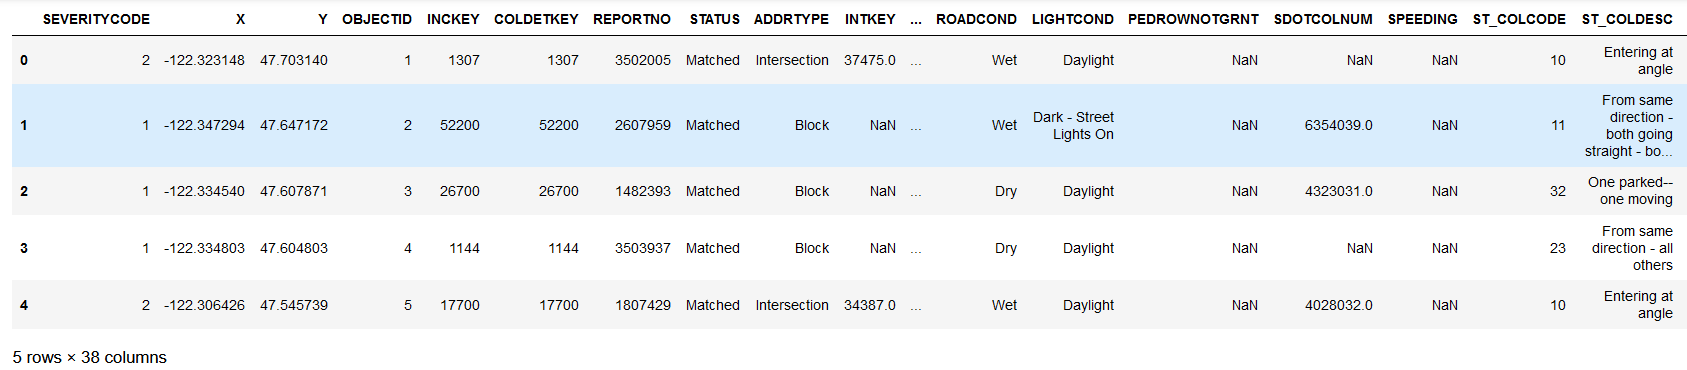 SEVERITYCODE X Y OBJECTID INCKEY COLDETKEY REPORTNO STATUS ADDRTYPE INTKEY ... ROADCOND LIGHTCOND PEDROWNOTGRNT SDOTCOLNUM SPEEDING ST_COLCODE ST_COLDESC
0 2 -122.323148 47.703140 1 1307 1307 3502005 Matched Intersection 37475.0 ... Wet Daylight NaN NaN NaN 10 Entering at
angle
1 1 -122.347294 47.647172 2 52200 52200 2607959 Matched Block NaN ... Wet Dark - Street
Lights On NaN 6354039.0 NaN 11 From same
direction -
both going
straight - bo...
2 1 -122.334540 47.607871 3 26700 26700 1482393 Matched Block NaN ... Dry Daylight NaN 4323031.0 NaN 32 One parked--
one moving
3 1 -122.334803 47.604803 4 1144 1144 3503937 Matched Block NaN ... Dry Daylight NaN NaN NaN 23 From same
direction - all
others
4 2 -122.306426 47.545739 5 17700 17700 1807429 Matched Intersection 34387.0 ... Wet Daylight NaN 4028032.0 NaN 10 Entering at
angle
5 rows × 38 columns